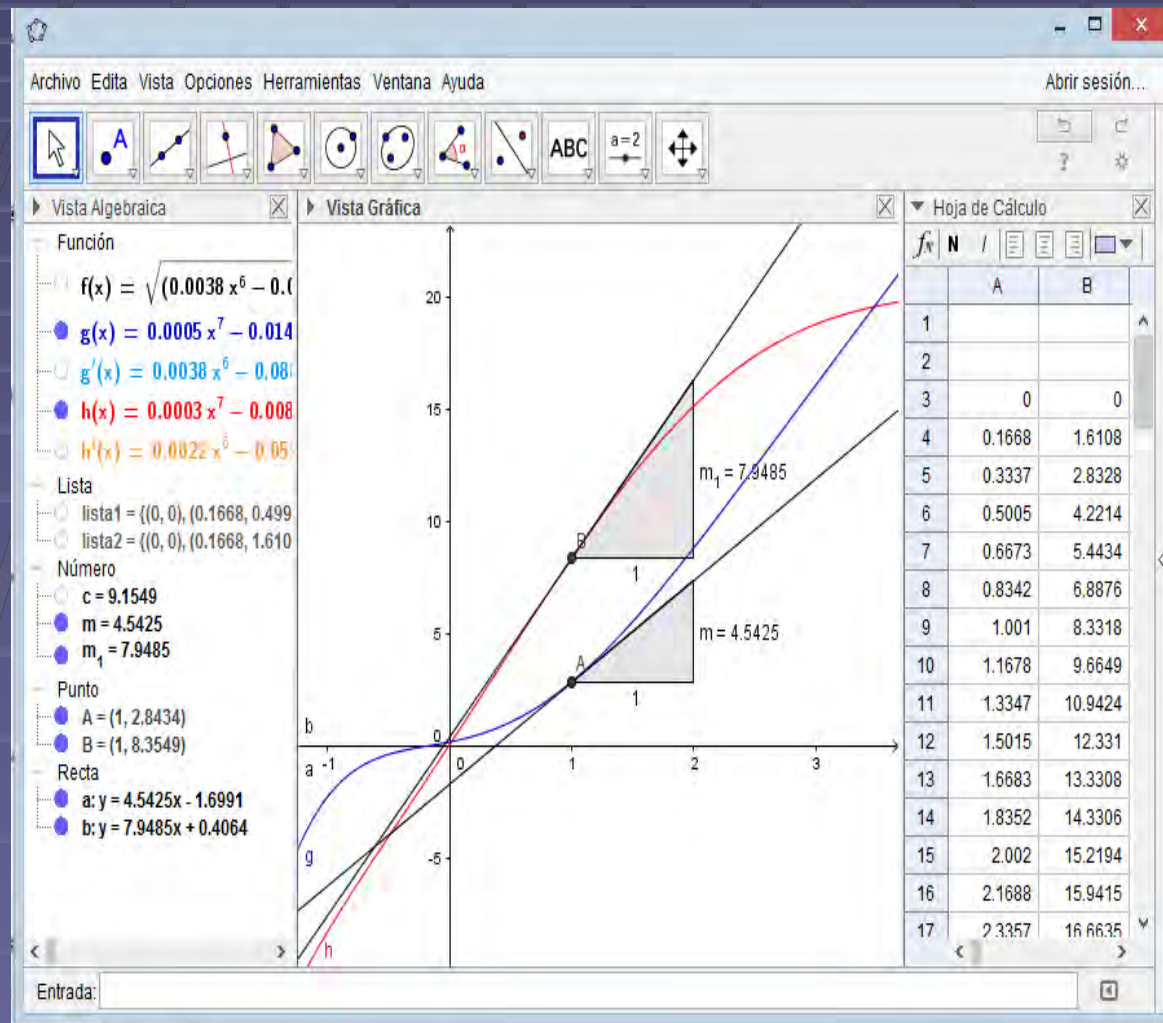 Archivo Edita Vista Opciones Herramientas Ventana Ayuda
Abrir sesión...
A
α
ABC
a=2
?
Vista Algebraica
Función
f(x) = √(0.0038 x⁶ − 0.0
g(x) = 0.0005 x⁷ − 0.014
g'(x) = 0.0038 x⁶ − 0.08
h(x) = 0.0003 x⁷ − 0.008
h'(x) = 0.0022 x⁶ − 0.05
Lista
lista1 = {(0, 0), (0.1668, 0.499
lista2 = {(0, 0), (0.1668, 1.610
Número
c = 9.1549
m = 4.5425
m₁ = 7.9485
Punto
A = (1, 2.8434)
B = (1, 8.3549)
Recta
a: y = 4.5425x - 1.6991
b: y = 7.9485x + 0.4064
Vista Gráfica
20
15
m₁ = 7.9485
10
B
1
5
m = 4.5425
A
1
b
0
a
-1
0
1
2
3
g
-5
h
Hoja de Cálculo
fx N I
A B
1
2
3 0 0
4 0.1668 1.6108
5 0.3337 2.8328
6 0.5005 4.2214
7 0.6673 5.4434
8 0.8342 6.8876
9 1.001 8.3318
10 1.1678 9.6649
11 1.3347 10.9424
12 1.5015 12.331
13 1.6683 13.3308
14 1.8352 14.3306
15 2.002 15.2194
16 2.1688 15.9415
17 2.3357 16.6635
Entrada: